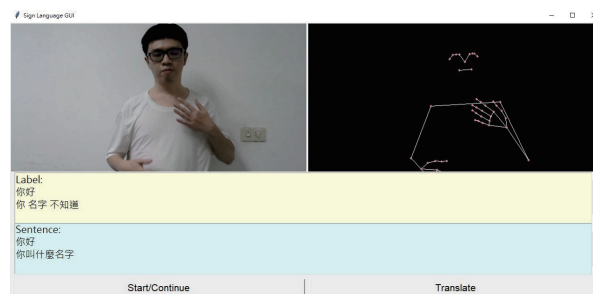 Sign Language GUI
Label:
你好
你 名字 不知道
Sentence:
你好
你叫什麼名字
Start/Continue
Translate